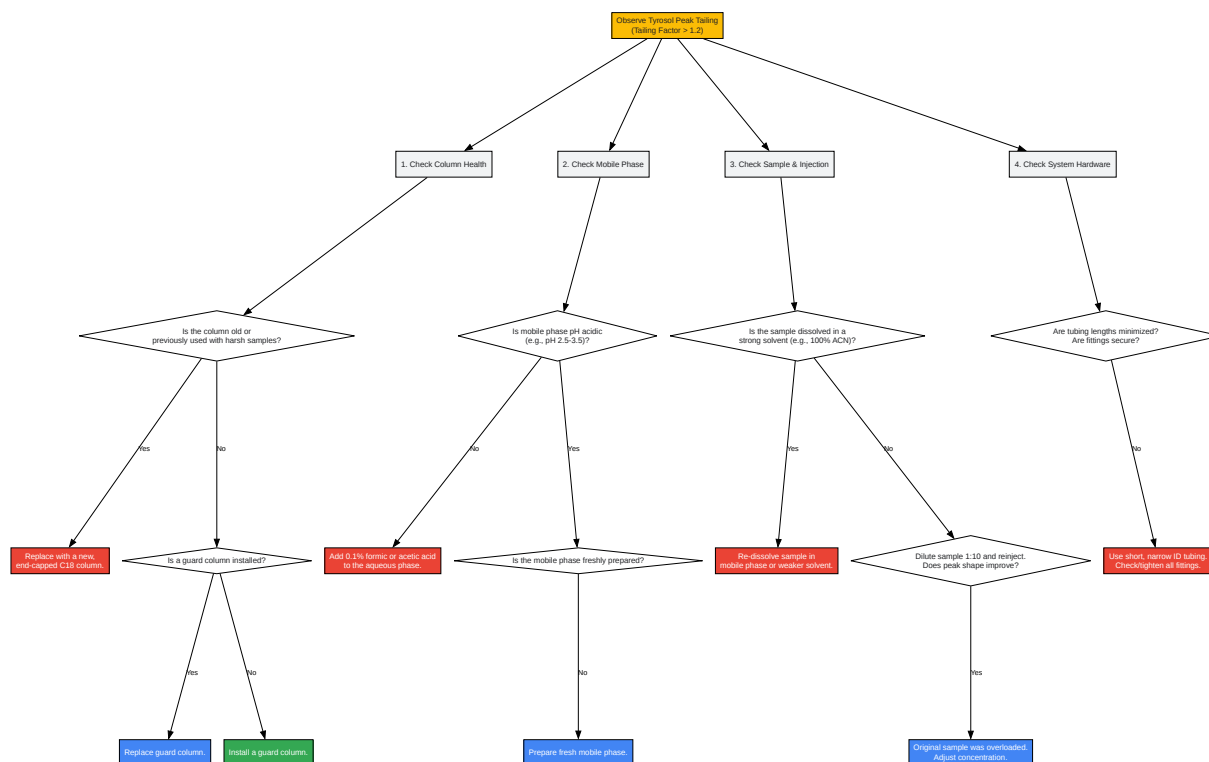 Observe Tyrosol Peak Tailing
(Tailing Factor > 1.2)
1. Check Column Health
2. Check Mobile Phase
3. Check Sample & Injection
4. Check System Hardware
Is the column old or
previously used with harsh samples?
Is mobile phase pH acidic
(e.g., pH 2.5-3.5)?
Is the sample dissolved in a
strong solvent (e.g., 100% ACN)?
Are tubing lengths minimized?
Are fittings secure?
Yes
No
No
Yes
Yes
No
No
Replace with a new,
end-capped C18 column.
Is a guard column installed?
Add 0.1% formic or acetic acid
to the aqueous phase.
Is the mobile phase freshly prepared?
Re-dissolve sample in
mobile phase or weaker solvent.
Dilute sample 1:10 and reinject.
Does peak shape improve?
Use short, narrow ID tubing.
Check/tighten all fittings.
Yes
No
No
Yes
Replace guard column.
Install a guard column.
Prepare fresh mobile phase.
Original sample was overloaded.
Adjust concentration.